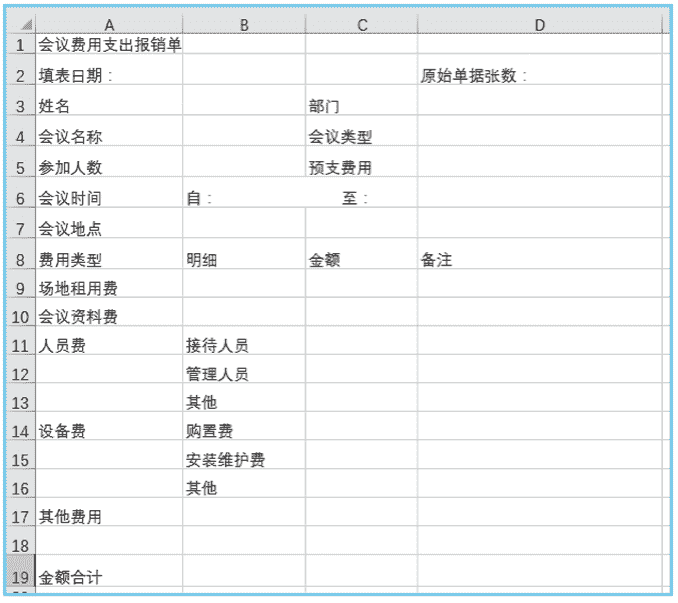 A B C D
1 会议费用支出报销单
2 填表日期： 原始单据张数：
3 姓名 部门
4 会议名称 会议类型
5 参加人数 预支费用
6 会议时间 自： 至：
7 会议地点
8 费用类型 明细 金额 备注
9 场地租用费
10 会议资料费
11 人员费 接待人员
12 管理人员
13 其他
14 设备费 购置费
15 安装维护费
16 其他
17 其他费用
18
19 金额合计